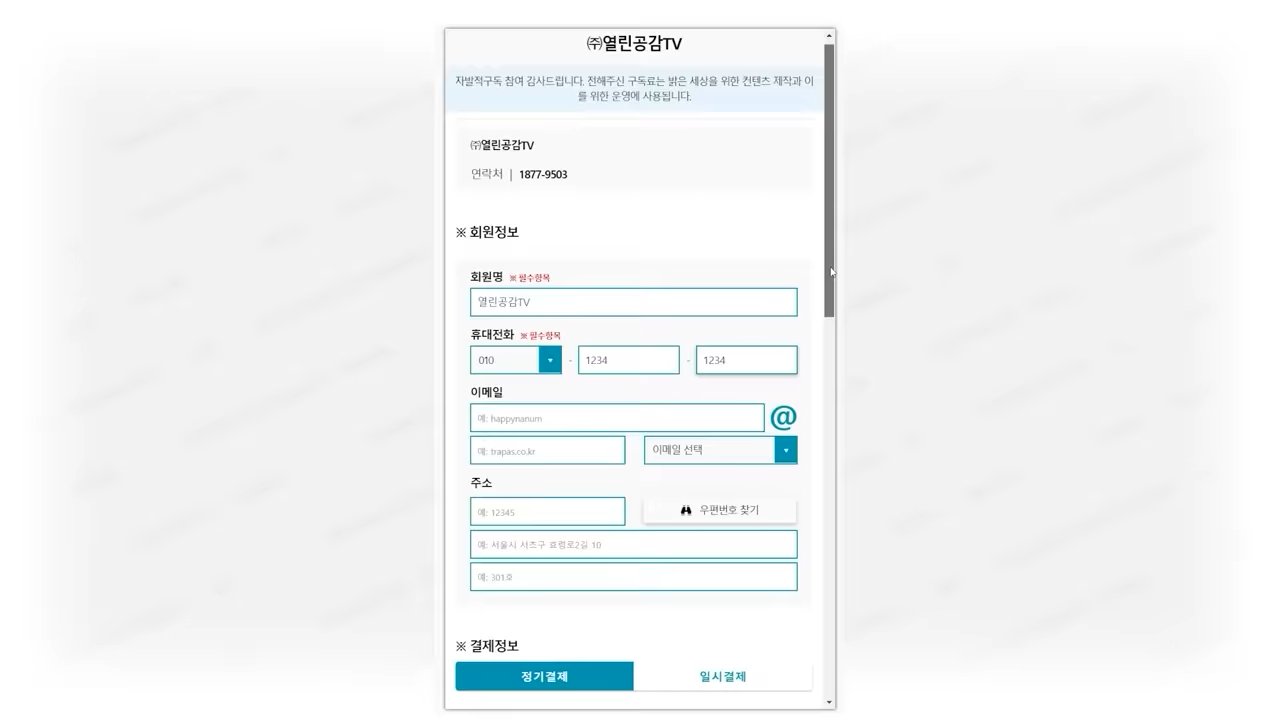 ㈜열린공감TV
자발적구독 참여 감사드립니다. 전해주신 구독료는 밝은 세상을 위한 컨텐츠 제작과 이
를 위한 운영에 사용됩니다.
㈜열린공감TV
연락처 | 1877-9503
※ 회원정보
회원명 ※ 필수항목
열린공감TV
휴대전화 ※ 필수항목
010 - 1234 - 1234
이메일
예: happynanum @
예: trapas.co.kr 이메일 선택
주소
예: 12345 우편번호 찾기
예: 서울시 서초구 효령로2길 10
예: 301호
※ 결제정보
정기결제 일시결제